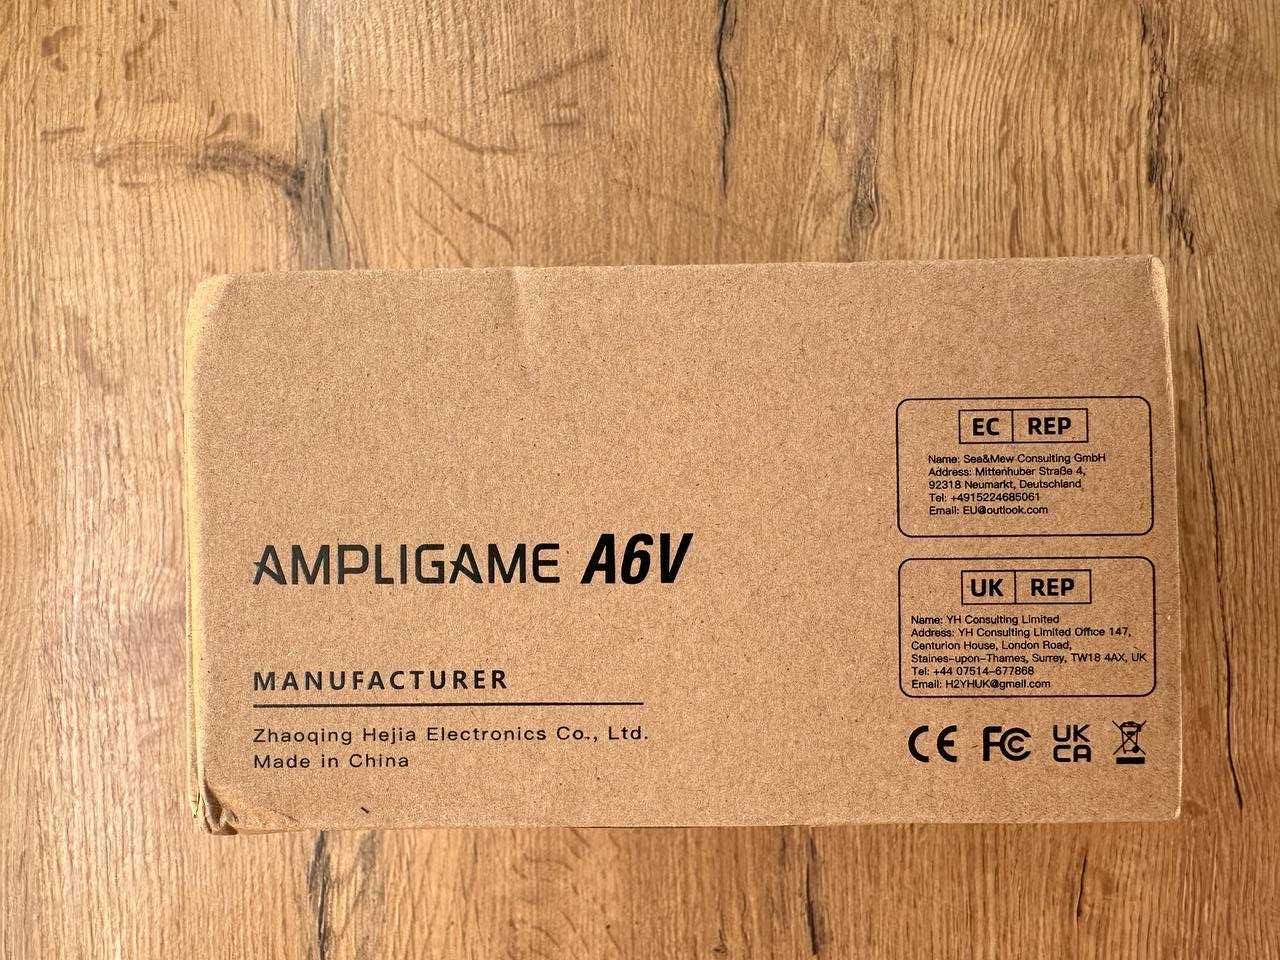 AMPLIGAME A6V
MANUFACTURER
Zhaoqing Hejia Electronics Co., Ltd.
Made in China
EC REP
Name: Sea&Mew Consulting GmbH
Address: Mittenhuber Straße 4,
92318 Neumarkt, Deutschland
Tel: +4915224685061
Email: EU@outlook.com
UK REP
Name: YH Consulting Limited
Address: YH Consulting Limited Office 147,
Centurion House, London Road,
Staines-upon-Thames, Surrey, TW18 4AX, UK
Tel: +44 07514-677868
Email: H2YHUK@gmail.com
CE FC UK
CA